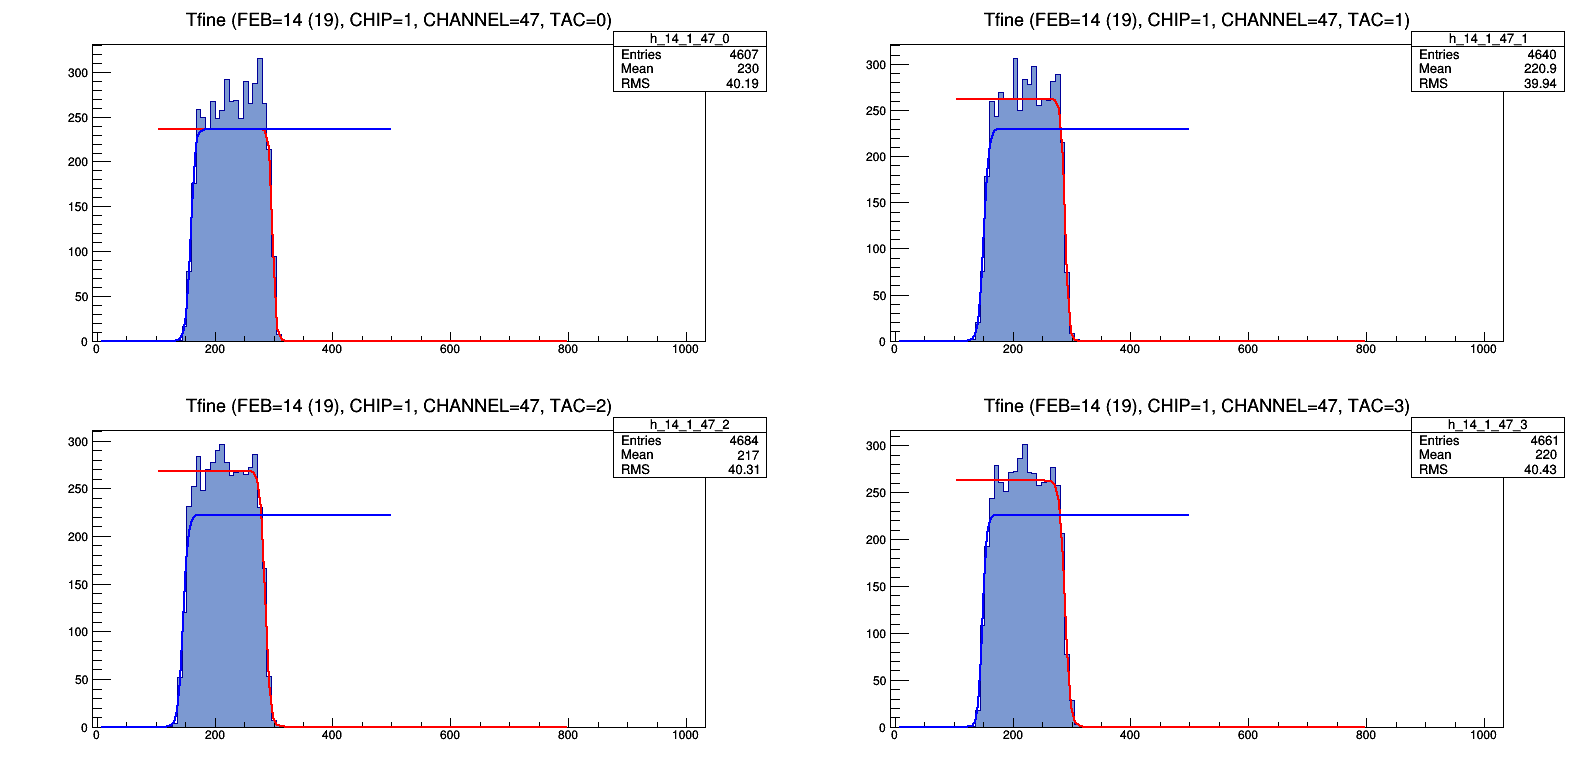 Tfine (FEB=14 (19), CHIP=1, CHANNEL=47, TAC=0)
h_14_1_47_0
Entries 4607
Mean 230
RMS 40.19
300
250
200
150
100
50
0
0 200 400 600 800 1000
Tfine (FEB=14 (19), CHIP=1, CHANNEL=47, TAC=1)
h_14_1_47_1
Entries 4640
Mean 220.9
RMS 39.94
300
250
200
150
100
50
0
0 200 400 600 800 1000
Tfine (FEB=14 (19), CHIP=1, CHANNEL=47, TAC=2)
h_14_1_47_2
Entries 4684
Mean 217
RMS 40.31
300
250
200
150
100
50
0
0 200 400 600 800 1000
Tfine (FEB=14 (19), CHIP=1, CHANNEL=47, TAC=3)
h_14_1_47_3
Entries 4661
Mean 220
RMS 40.43
300
250
200
150
100
50
0
0 200 400 600 800 1000